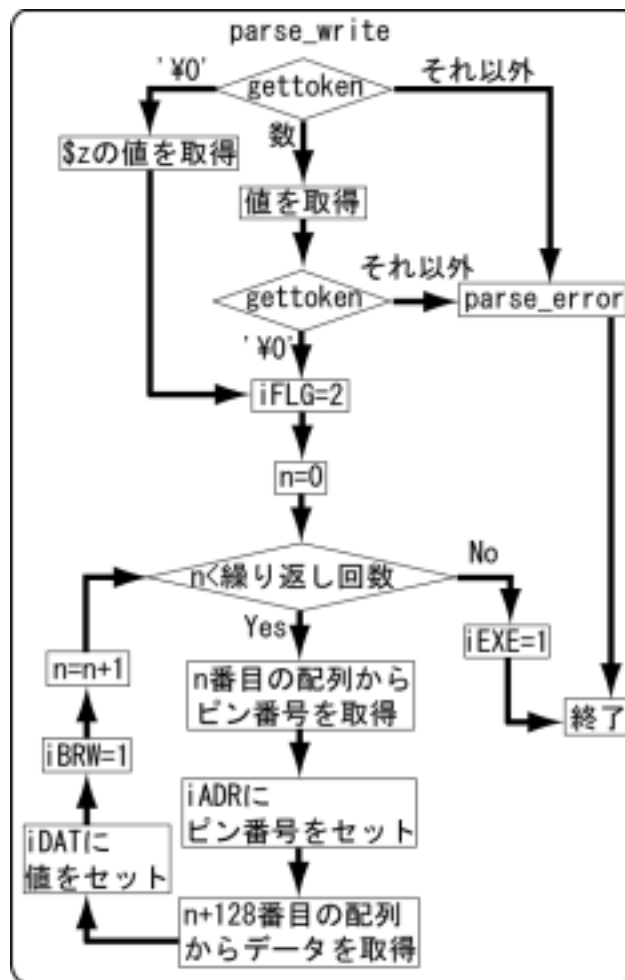 parse_write
'¥0'
gettoken
それ以外
$zの値を取得
数
値を取得
gettoken
それ以外
parse_error
'¥0'
iFLG=2
n=0
n<繰り返し回数
No
Yes
iEXE=1
n=n+1
n番目の配列から
ピン番号を取得
終了
iBRW=1
iADRに
ピン番号をセット
iDATに
値をセット
n+128番目の配列
からデータを取得